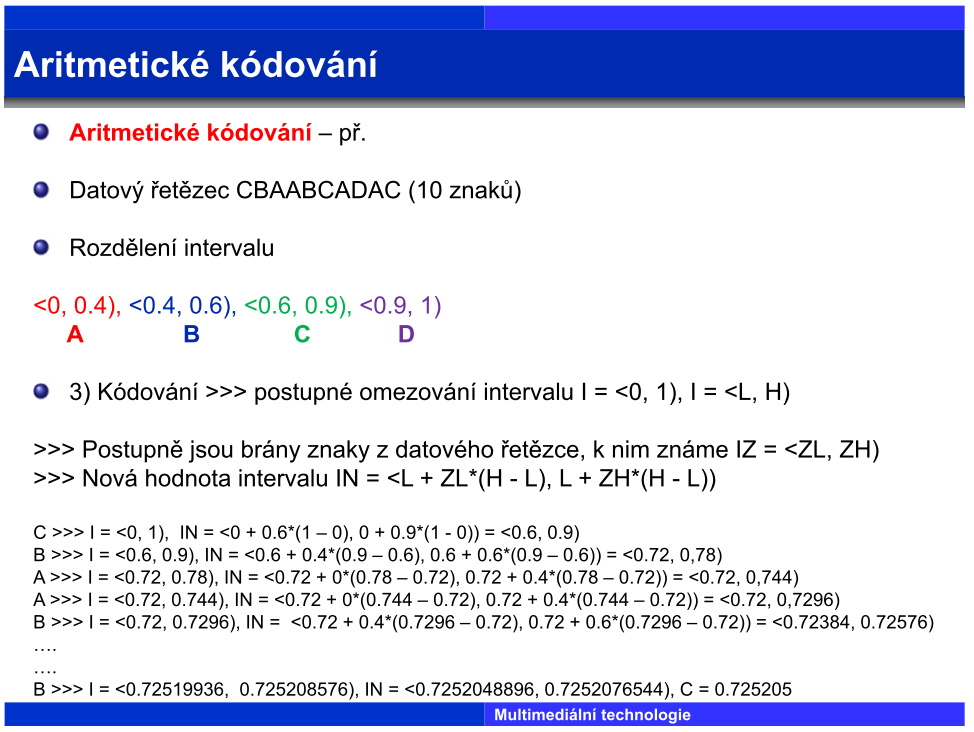 Aritmetické kódování
Aritmetické kódování – př.
Datový řetězec CBAABCADAC (10 znaků)
Rozdělení intervalu
<0, 0.4), <0.4, 0.6), <0.6, 0.9), <0.9, 1)
A B C D
3) Kódování >>> postupné omezování intervalu I = <0, 1), I = <L, H)
>>> Postupně jsou brány znaky z datového řetězce, k nim známe IZ = <ZL, ZH)
>>> Nová hodnota intervalu IN = <L + ZL*(H - L), L + ZH*(H - L))
C >>> I = <0, 1), IN = <0 + 0.6*(1 – 0), 0 + 0.9*(1 - 0)) = <0.6, 0.9)
B >>> I = <0.6, 0.9), IN = <0.6 + 0.4*(0.9 – 0.6), 0.6 + 0.6*(0.9 – 0.6)) = <0.72, 0,78)
A >>> I = <0.72, 0.78), IN = <0.72 + 0*(0.78 – 0.72), 0.72 + 0.4*(0.78 – 0.72)) = <0.72, 0,744)
A >>> I = <0.72, 0.744), IN = <0.72 + 0*(0.744 – 0.72), 0.72 + 0.4*(0.744 – 0.72)) = <0.72, 0,7296)
B >>> I = <0.72, 0.7296), IN = <0.72 + 0.4*(0.7296 – 0.72), 0.72 + 0.6*(0.7296 – 0.72)) = <0.72384, 0.72576)
….
….
B >>> I = <0.72519936, 0.725208576), IN = <0.7252048896, 0.7252076544), C = 0.725205
Multimediální technologie